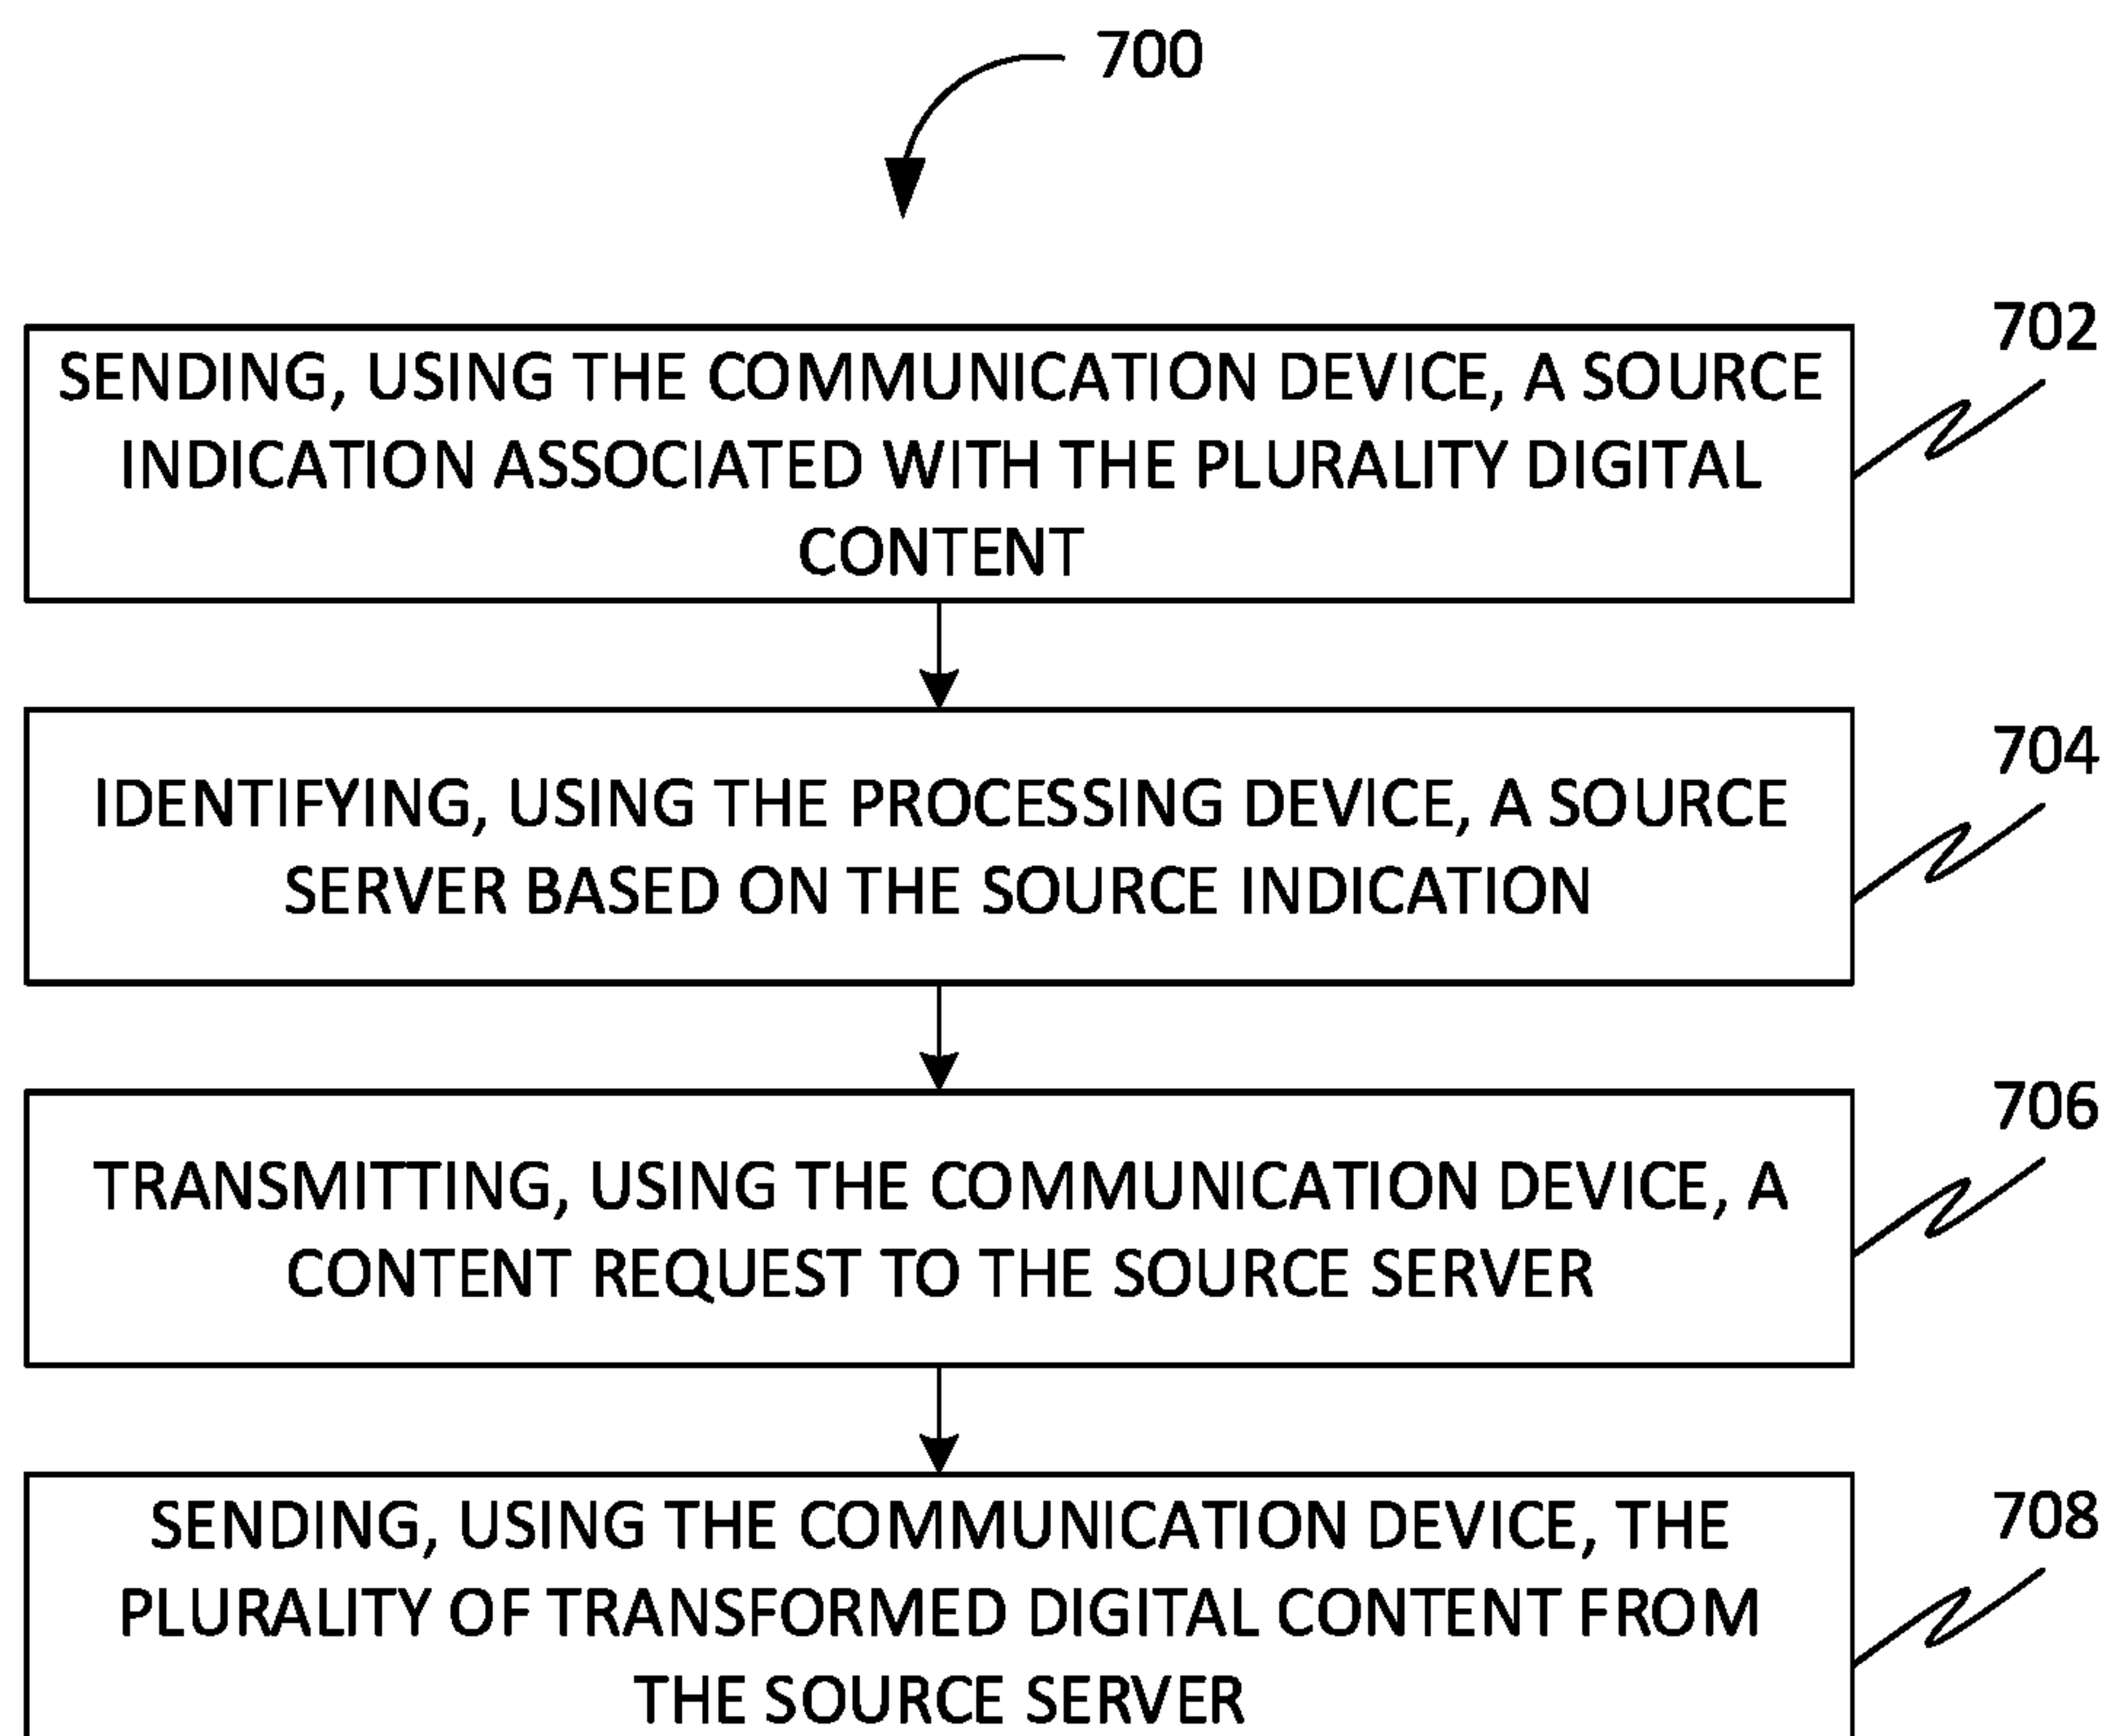 700
702
SENDING, USING THE COMMUNICATION DEVICE, A SOURCE
INDICATION ASSOCIATED WITH THE PLURALITY DIGITAL
CONTENT
704
IDENTIFYING, USING THE PROCESSING DEVICE, A SOURCE
SERVER BASED ON THE SOURCE INDICATION
706
TRANSMITTING, USING THE COMMUNICATION DEVICE, A
CONTENT REQUEST TO THE SOURCE SERVER
708
SENDING, USING THE COMMUNICATION DEVICE, THE
PLURALITY OF TRANSFORMED DIGITAL CONTENT FROM
THE SOURCE SERVER